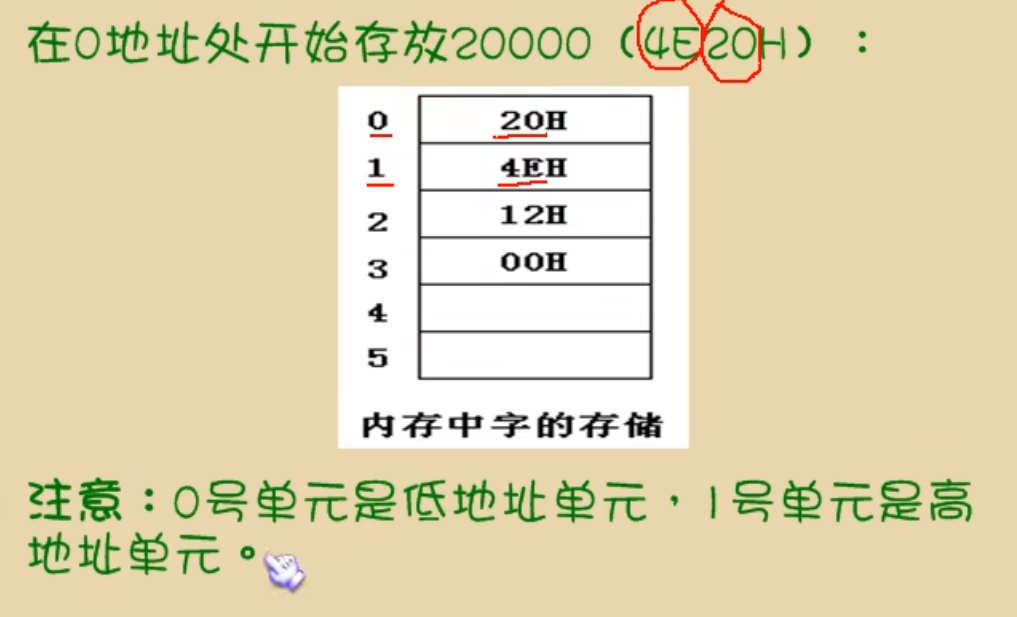 在0地址处开始存放20000（4E20H）：
0 20H
1 4EH
2 12H
3 00H
4
5
内存中字的存储
注意：0号单元是低地址单元，1号单元是高
地址单元。